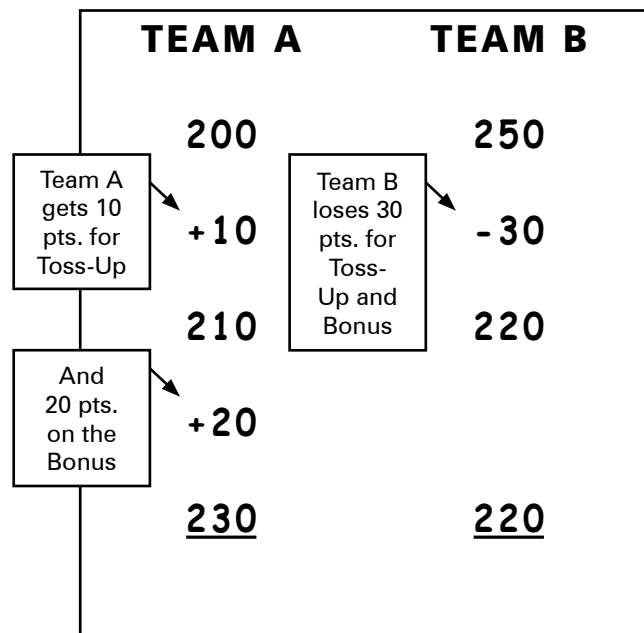 TEAM A TEAM B
200 250
Team A
gets 10
pts. for
Toss-Up
+10
Team B
loses 30
pts. for
Toss-
Up and
Bonus
-30
210 220
And
20 pts.
on the
Bonus
+20
230 220